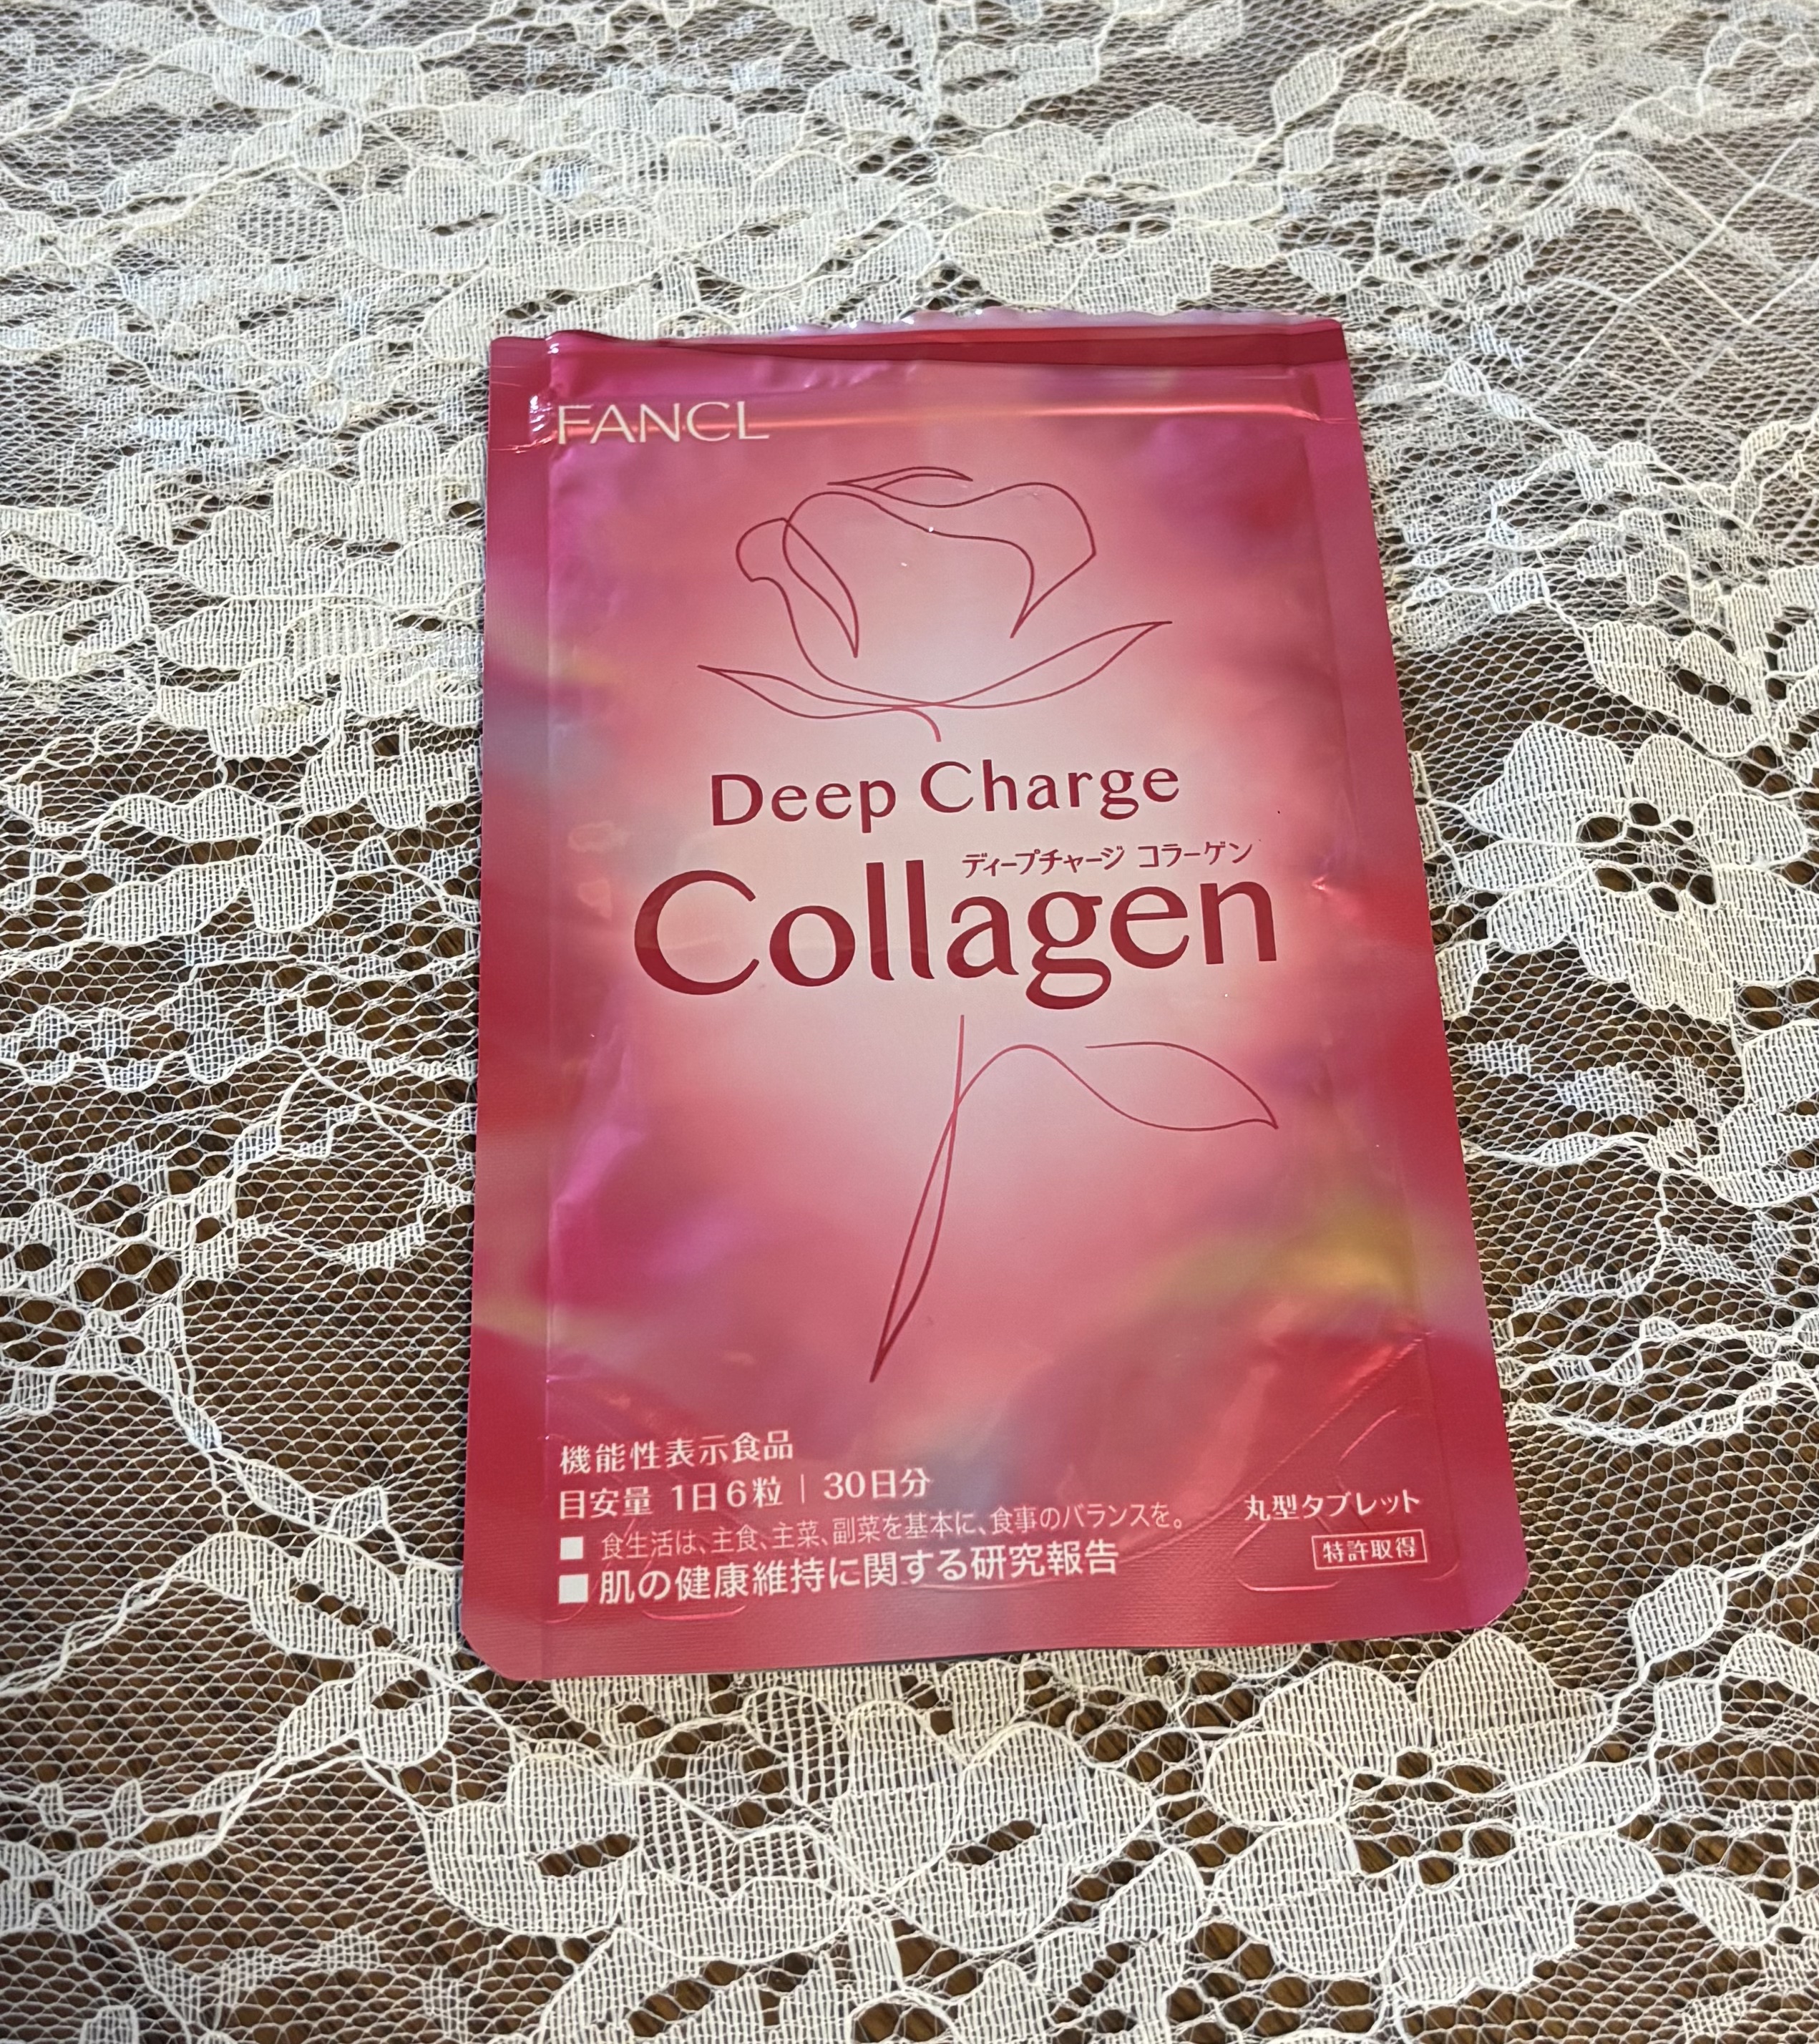 FANCL
Deep Charge
ディープチャージ コラーゲン
Collagen
機能性表示食品
目安量 1日6粒 | 30日分
■ 食生活は、主食、主菜、副菜を基本に、食事のバランスを。
■ 肌の健康維持に関する研究報告
丸型タブレット
特許取得